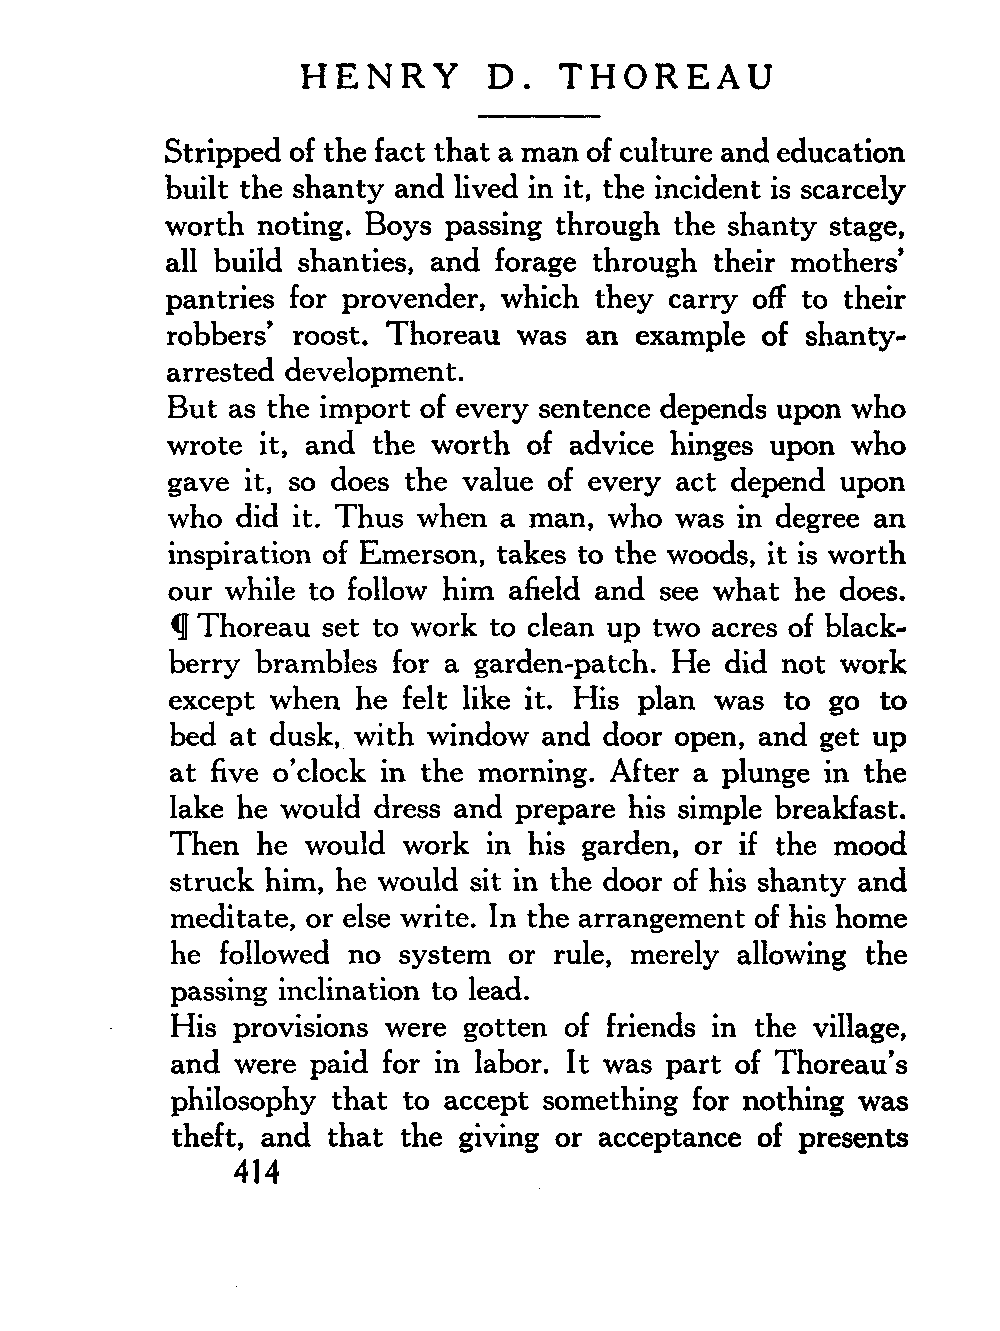 HENRY D. THOREAU
Stripped of the fact that a man of culture and education
built the shanty and lived in it, the incident is scarcely
worth noting. Boys passing through the shanty stage,
all build shanties, and forage through their mothers'
pantries for provender, which they carry off to their
robbers' roost. Thoreau was an example of shanty-
arrested development.
But as the import of every sentence depends upon who
wrote it, and the worth of advice hinges upon who
gave it, so does the value of every act depend upon
who did it. Thus when a man, who was in degree an
inspiration of Emerson, takes to the woods, it is worth
our while to follow him afield and see what he does.
¶ Thoreau set to work to clean up two acres of black-
berry brambles for a garden-patch. He did not work
except when he felt like it. His plan was to go to
bed at dusk, with window and door open, and get up
at five o'clock in the morning. After a plunge in the
lake he would dress and prepare his simple breakfast.
Then he would work in his garden, or if the mood
struck him, he would sit in the door of his shanty and
meditate, or else write. In the arrangement of his home
he followed no system or rule, merely allowing the
passing inclination to lead.
His provisions were gotten of friends in the village,
and were paid for in labor. It was part of Thoreau's
philosophy that to accept something for nothing was
theft, and that the giving or acceptance of presents
414